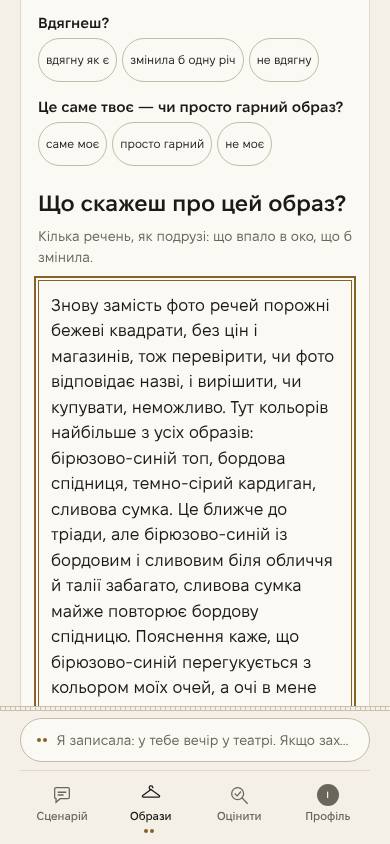 Вдягнеш?
вдягну як є
змінила б одну річ
не вдягну
Це саме твоє — чи просто гарний образ?
саме моє
просто гарний
не моє
Що скажеш про цей образ?
Кілька речень, як подрузі: що впало в око, що б
змінила.
Знову замість фото речей порожні
бежеві квадрати, без цін і
магазинів, тож перевірити, чи фото
відповідає назві, і вирішити, чи
купувати, неможливо. Тут кольорів
найбільше з усіх образів:
бірюзово-синій топ, бордова
спідниця, темно-сірий кардиган,
сливова сумка. Це ближче до
тріади, але бірюзово-синій із
бордовим і сливовим біля обличчя
й талії забагато, сливова сумка
майже повторює бордову
спідницю. Пояснення каже, що
бірюзово-синій перегукується з
кольором моїх очей, а очі в мене
Я записала: у тебе вечір у театрі. Якщо зах...
Сценарій
Образи
Оцінити
І
Профіль